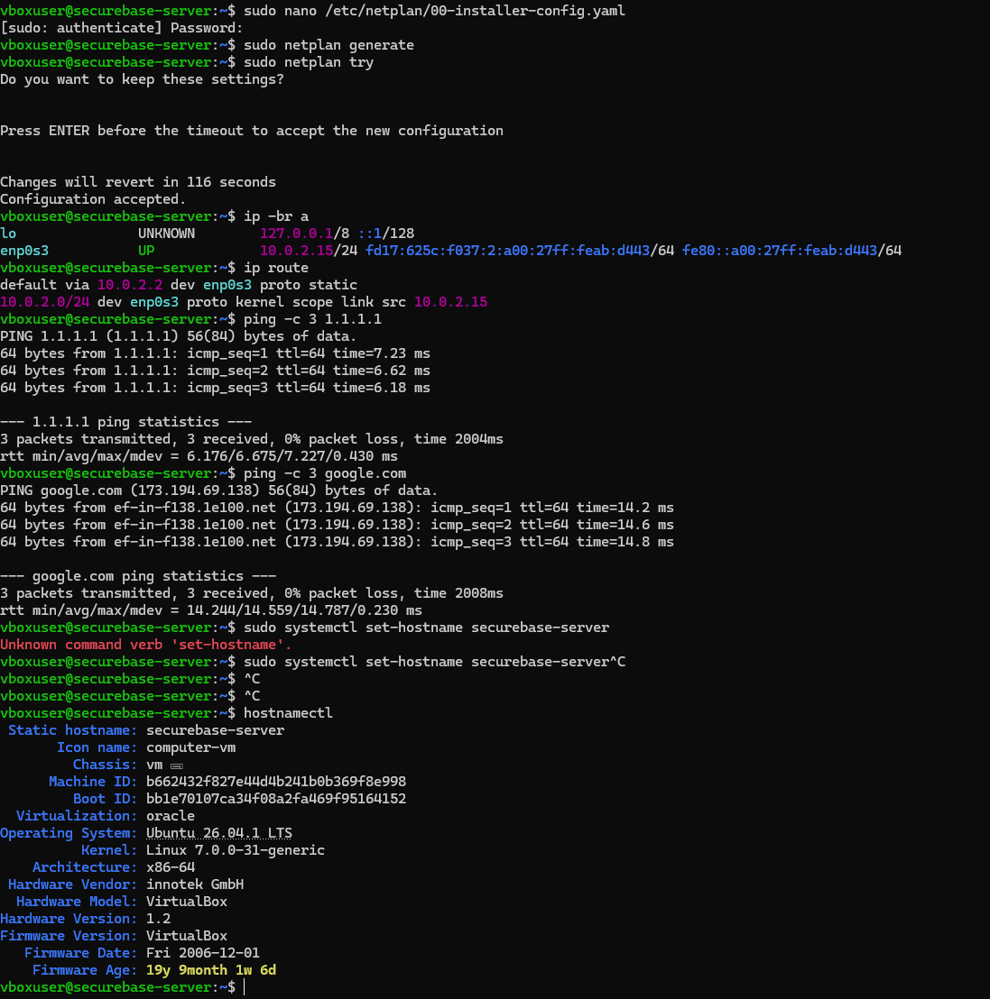 vboxuser@securebase-server:~$ sudo nano /etc/netplan/00-installer-config.yaml
[sudo: authenticate] Password:
vboxuser@securebase-server:~$ sudo netplan generate
vboxuser@securebase-server:~$ sudo netplan try
Do you want to keep these settings?
Press ENTER before the timeout to accept the new configuration
Changes will revert in 116 seconds
Configuration accepted.
vboxuser@securebase-server:~$ ip -br a
lo               UNKNOWN        127.0.0.1/8 ::1/128
enp0s3           UP             10.0.2.15/24 fd17:625c:f037:2:a00:27ff:feab:d443/64 fe80::a00:27ff:feab:d443/64
vboxuser@securebase-server:~$ ip route
default via 10.0.2.2 dev enp0s3 proto static
10.0.2.0/24 dev enp0s3 proto kernel scope link src 10.0.2.15
vboxuser@securebase-server:~$ ping -c 3 1.1.1.1
PING 1.1.1.1 (1.1.1.1) 56(84) bytes of data.
64 bytes from 1.1.1.1: icmp_seq=1 ttl=64 time=7.23 ms
64 bytes from 1.1.1.1: icmp_seq=2 ttl=64 time=6.62 ms
64 bytes from 1.1.1.1: icmp_seq=3 ttl=64 time=6.18 ms
--- 1.1.1.1 ping statistics ---
3 packets transmitted, 3 received, 0% packet loss, time 2004ms
rtt min/avg/max/mdev = 6.176/6.675/7.227/0.430 ms
vboxuser@securebase-server:~$ ping -c 3 google.com
PING google.com (173.194.69.138) 56(84) bytes of data.
64 bytes from ef-in-f138.1e100.net (173.194.69.138): icmp_seq=1 ttl=64 time=14.2 ms
64 bytes from ef-in-f138.1e100.net (173.194.69.138): icmp_seq=2 ttl=64 time=14.6 ms
64 bytes from ef-in-f138.1e100.net (173.194.69.138): icmp_seq=3 ttl=64 time=14.8 ms
--- google.com ping statistics ---
3 packets transmitted, 3 received, 0% packet loss, time 2008ms
rtt min/avg/max/mdev = 14.244/14.559/14.787/0.230 ms
vboxuser@securebase-server:~$ sudo systemctl set-hostname securebase-server
Unknown command verb 'set-hostname'.
vboxuser@securebase-server:~$ sudo systemctl set-hostname securebase-server^C
vboxuser@securebase-server:~$ ^C
vboxuser@securebase-server:~$ ^C
vboxuser@securebase-server:~$ hostnamectl
Static hostname: securebase-server
Icon name: computer-vm
Chassis: vm
Machine ID: b662432f827e44d4b241b0b369f8e998
Boot ID: bb1e70107ca34f08a2fa469f95164152
Virtualization: oracle
Operating System: Ubuntu 26.04.1 LTS
Kernel: Linux 7.0.0-31-generic
Architecture: x86-64
Hardware Vendor: innotek GmbH
Hardware Model: VirtualBox
Hardware Version: 1.2
Firmware Version: VirtualBox
Firmware Date: Fri 2006-12-01
Firmware Age: 19y 9month 1w 6d
vboxuser@securebase-server:~$